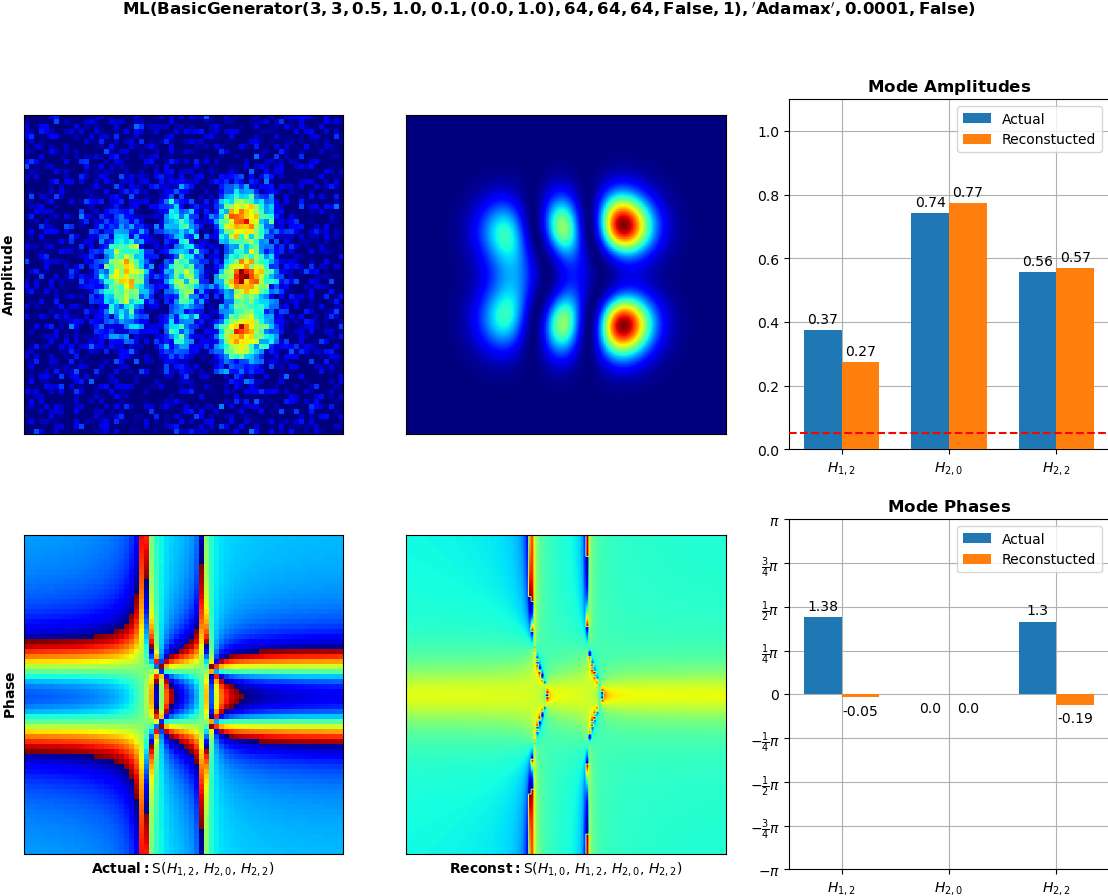 ML(BasicGenerator(3, 3, 0.5, 1.0, 0.1, (0.0, 1.0), 64, 64, 64, False, 1), ′Adamax′, 0.0001, False)
Amplitude
Mode Amplitudes
Actual
Reconstucted
1.0
0.8
0.6
0.4
0.2
0.0
0.37
0.27
0.74
0.77
0.56
0.57
H1,2
H2,0
H2,2
Phase
Actual: S(H1,2, H2,0, H2,2)
Reconst: S(H1,0, H1,2, H2,0, H2,2)
Mode Phases
Actual
Reconstucted
π
3/4π
1/2π
1/4π
0
−1/4π
−1/2π
−3/4π
−π
1.38
-0.05
0.0
0.0
1.3
-0.19
H1,2
H2,0
H2,2